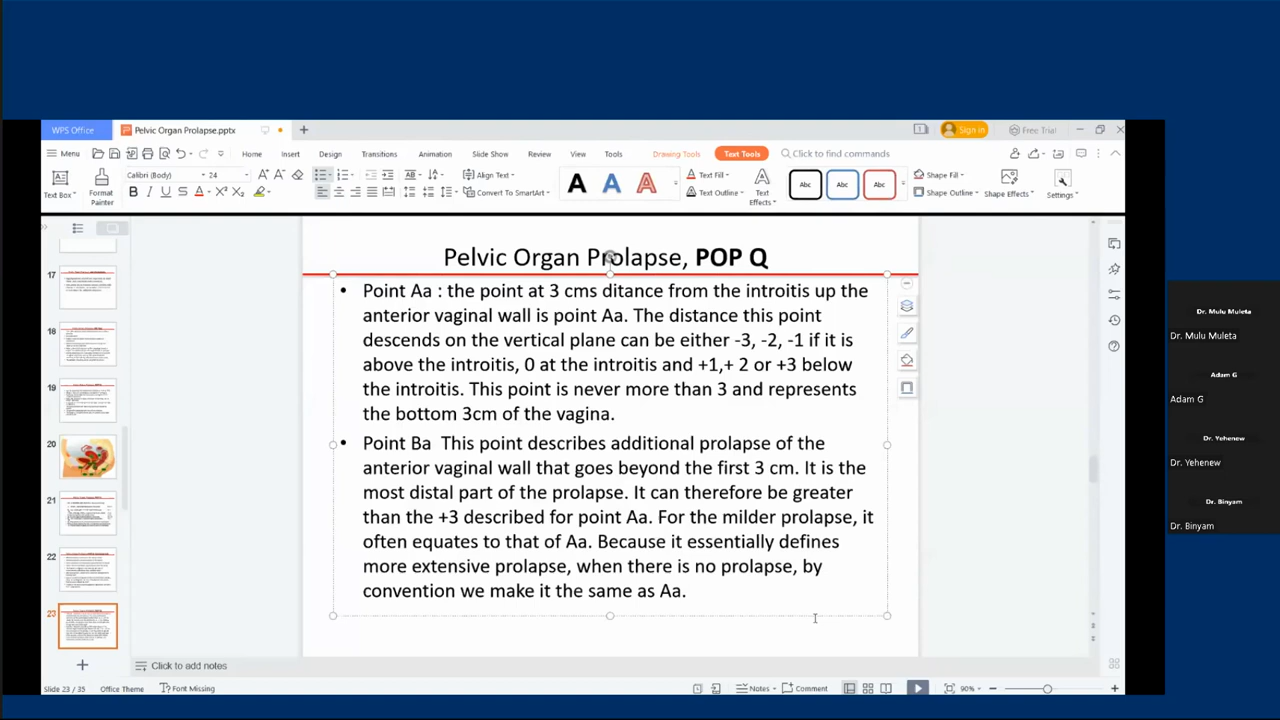 WPS Office
Pelvic Organ Prolapse.pptx
Sign in
Free Trial
Menu
Home
Insert
Design
Transitions
Animation
Slide Show
Review
View
Tools
Drawing Tools
Text Tools
Click to find commands
Text Box
Format Painter
Calibri (Body)
24
Align Text
Convert To SmartArt
Text Fill
Text Outline
Text Effects
Abc
Abc
Abc
Shape Fill
Shape Outline
Shape Effects
Settings
17
18
19
20
21
22
23
Pelvic Organ Prolapse, POP Q
• Point Aa : the point at 3 cms ditance from the introitis up the
anterior vaginal wall is point Aa. The distance this point
descends on the vertical plane can be either -3, -2, -1 if it is
above the introitis, 0 at the introitis and +1,+ 2 or +3 below
the introitis. This point is never more than 3 and represents
the bottom 3cm of the vagina.
• Point Ba  This point describes additional prolapse of the
anterior vaginal wall that goes beyond the first 3 cm. It is the
most distal part of the prolapse. It can therefore be greater
than the +3 described for point Aa. For the milder prolapse, it
often equates to that of Aa. Because it essentially defines
more extensive prolapse, when there is no prolapse, by
convention we make it the same as Aa.
Click to add notes
Slide 23 / 35
Office Theme
Font Missing
Notes
Comment
90%
Dr. Mulu Muleta
Dr. Mulu Muleta
Adam G
Adam G
Dr. Yehenew
Dr. Yehenew
Dr. Binyam
Dr. Binyam